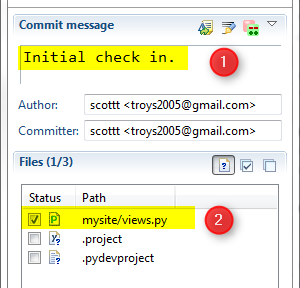 Commit message
Initial check in.
1
Author: scottt <troys2005@gmail.com>
Committer: scottt <troys2005@gmail.com>
Files (1/3)
Status Path
mysite/views.py
2
.project
.pydevproject